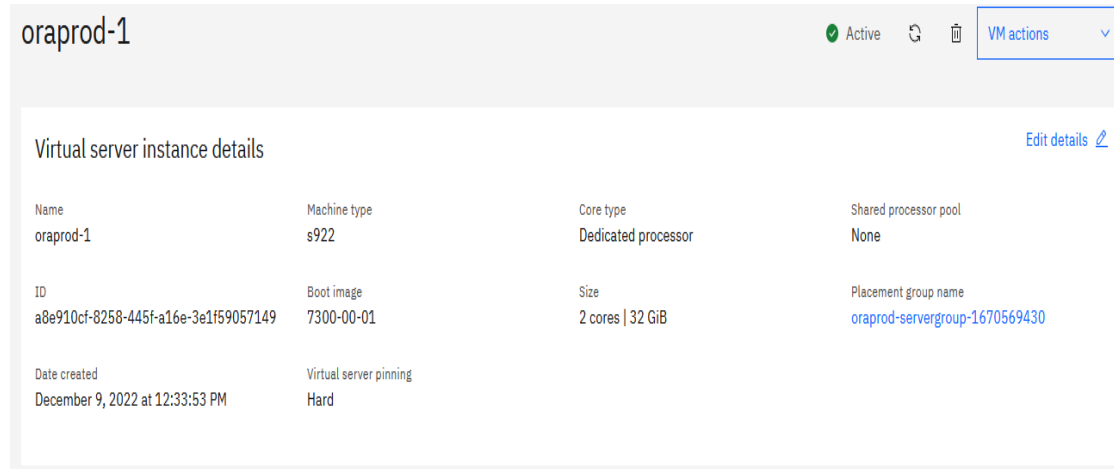 oraprod-1
Active
VM actions
Virtual server instance details
Edit details
Name
Machine type
Core type
Shared processor pool
oraprod-1
s922
Dedicated processor
None
ID
Boot image
Size
Placement group name
a8e910cf-8258-445f-a16e-3e1f59057149
7300-00-01
2 cores | 32 GiB
oraprod-servergroup-1670569430
Date created
Virtual server pinning
December 9, 2022 at 12:33:53 PM
Hard